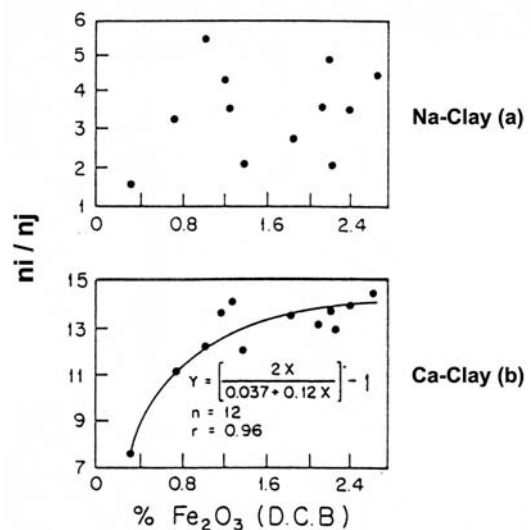 6
5
4
3
2
1
0 0.8 1.6 2.4
Na-Clay (a)
ni / nj
15
13
11
9
7
0 0.8 1.6 2.4
Y = [ 2X / 0.037 + 0.12 X ] - 1
n = 12
r = 0.96
Ca-Clay (b)
% Fe₂O₃ (D.C.B)